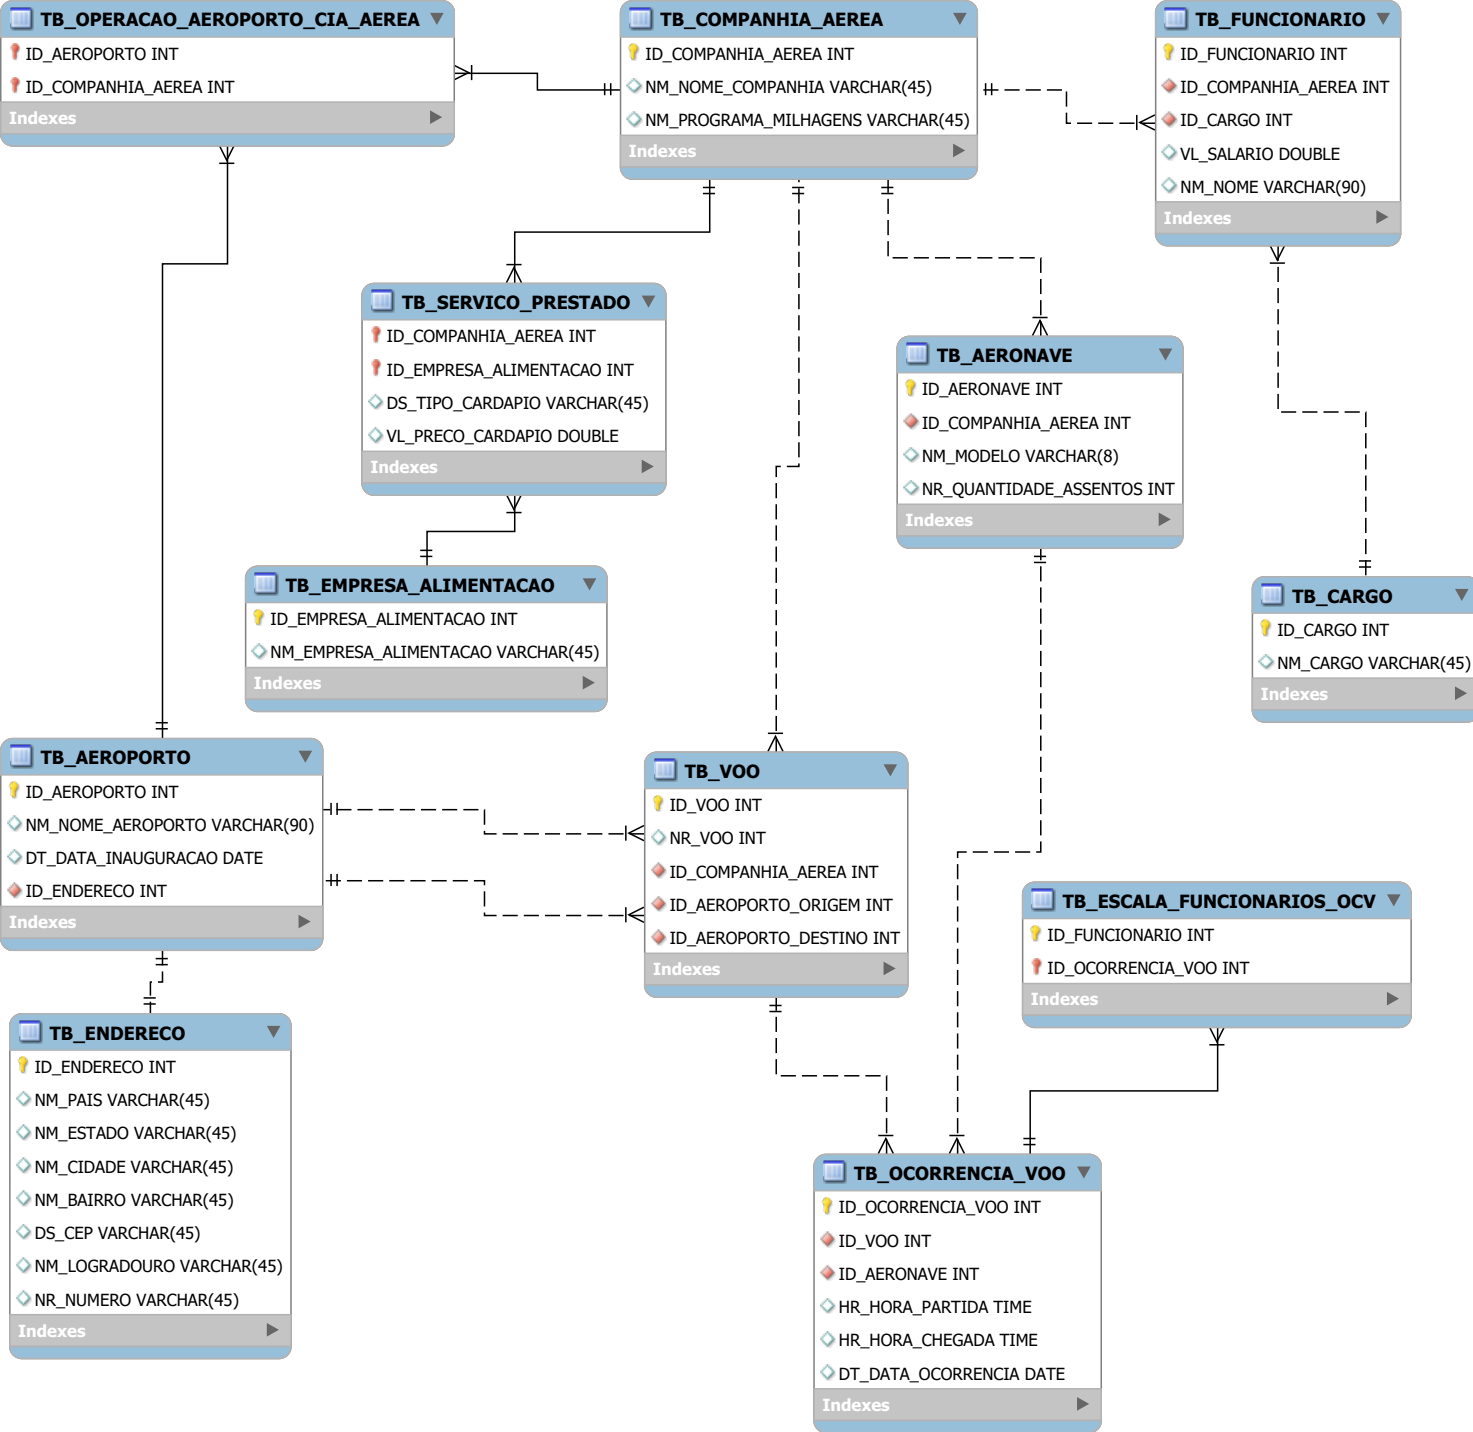 TB_OPERACAO_AEROPORTO_CIA_AEREA
ID_AEROPORTO INT
ID_COMPANHIA_AEREA INT
Indexes
TB_COMPANHIA_AEREA
ID_COMPANHIA_AEREA INT
NM_NOME_COMPANHIA VARCHAR(45)
NM_PROGRAMA_MILHAGENS VARCHAR(45)
Indexes
TB_FUNCIONARIO
ID_FUNCIONARIO INT
ID_COMPANHIA_AEREA INT
ID_CARGO INT
VL_SALARIO DOUBLE
NM_NOME VARCHAR(90)
Indexes
TB_SERVICO_PRESTADO
ID_COMPANHIA_AEREA INT
ID_EMPRESA_ALIMENTACAO INT
DS_TIPO_CARDAPIO VARCHAR(45)
VL_PRECO_CARDAPIO DOUBLE
Indexes
TB_AERONAVE
ID_AERONAVE INT
ID_COMPANHIA_AEREA INT
NM_MODELO VARCHAR(8)
NR_QUANTIDADE_ASSENTOS INT
Indexes
TB_EMPRESA_ALIMENTACAO
ID_EMPRESA_ALIMENTACAO INT
NM_EMPRESA_ALIMENTACAO VARCHAR(45)
Indexes
TB_CARGO
ID_CARGO INT
NM_CARGO VARCHAR(45)
Indexes
TB_AEROPORTO
ID_AEROPORTO INT
NM_NOME_AEROPORTO VARCHAR(90)
DT_DATA_INAUGURACAO DATE
ID_ENDERECO INT
Indexes
TB_VOO
ID_VOO INT
NR_VOO INT
ID_COMPANHIA_AEREA INT
ID_AEROPORTO_ORIGEM INT
ID_AEROPORTO_DESTINO INT
Indexes
TB_ESCALA_FUNCIONARIOS_OCV
ID_FUNCIONARIO INT
ID_OCORRENCIA_VOO INT
Indexes
TB_ENDERECO
ID_ENDERECO INT
NM_PAIS VARCHAR(45)
NM_ESTADO VARCHAR(45)
NM_CIDADE VARCHAR(45)
NM_BAIRRO VARCHAR(45)
DS_CEP VARCHAR(45)
NM_LOGRADOURO VARCHAR(45)
NR_NUMERO VARCHAR(45)
Indexes
TB_OCORRENCIA_VOO
ID_OCORRENCIA_VOO INT
ID_VOO INT
ID_AERONAVE INT
HR_HORA_PARTIDA TIME
HR_HORA_CHEGADA TIME
DT_DATA_OCORRENCIA DATE
Indexes